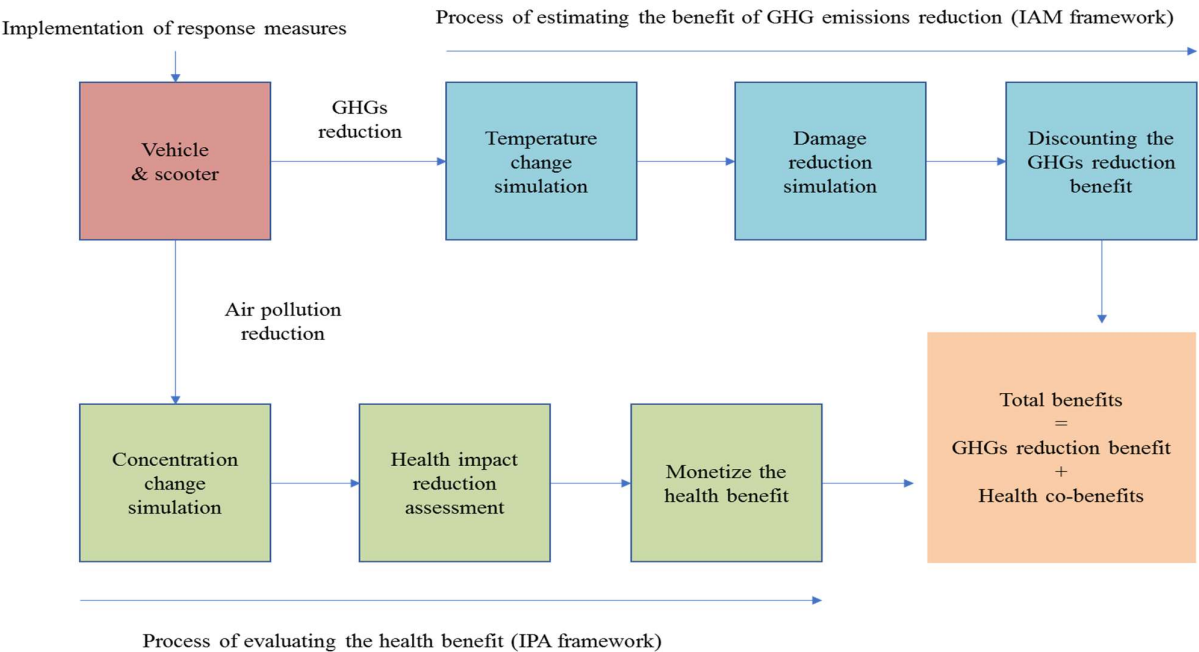 Implementation of response measures
Process of estimating the benefit of GHG emissions reduction (IAM framework)
Vehicle
& scooter
GHGs
reduction
Temperature
change
simulation
Damage
reduction
simulation
Discounting the
GHGs reduction
benefit
Air pollution
reduction
Concentration
change
simulation
Health impact
reduction
assessment
Monetize the
health benefit
Total benefits
=
GHGs reduction benefit
+
Health co-benefits
Process of evaluating the health benefit (IPA framework)